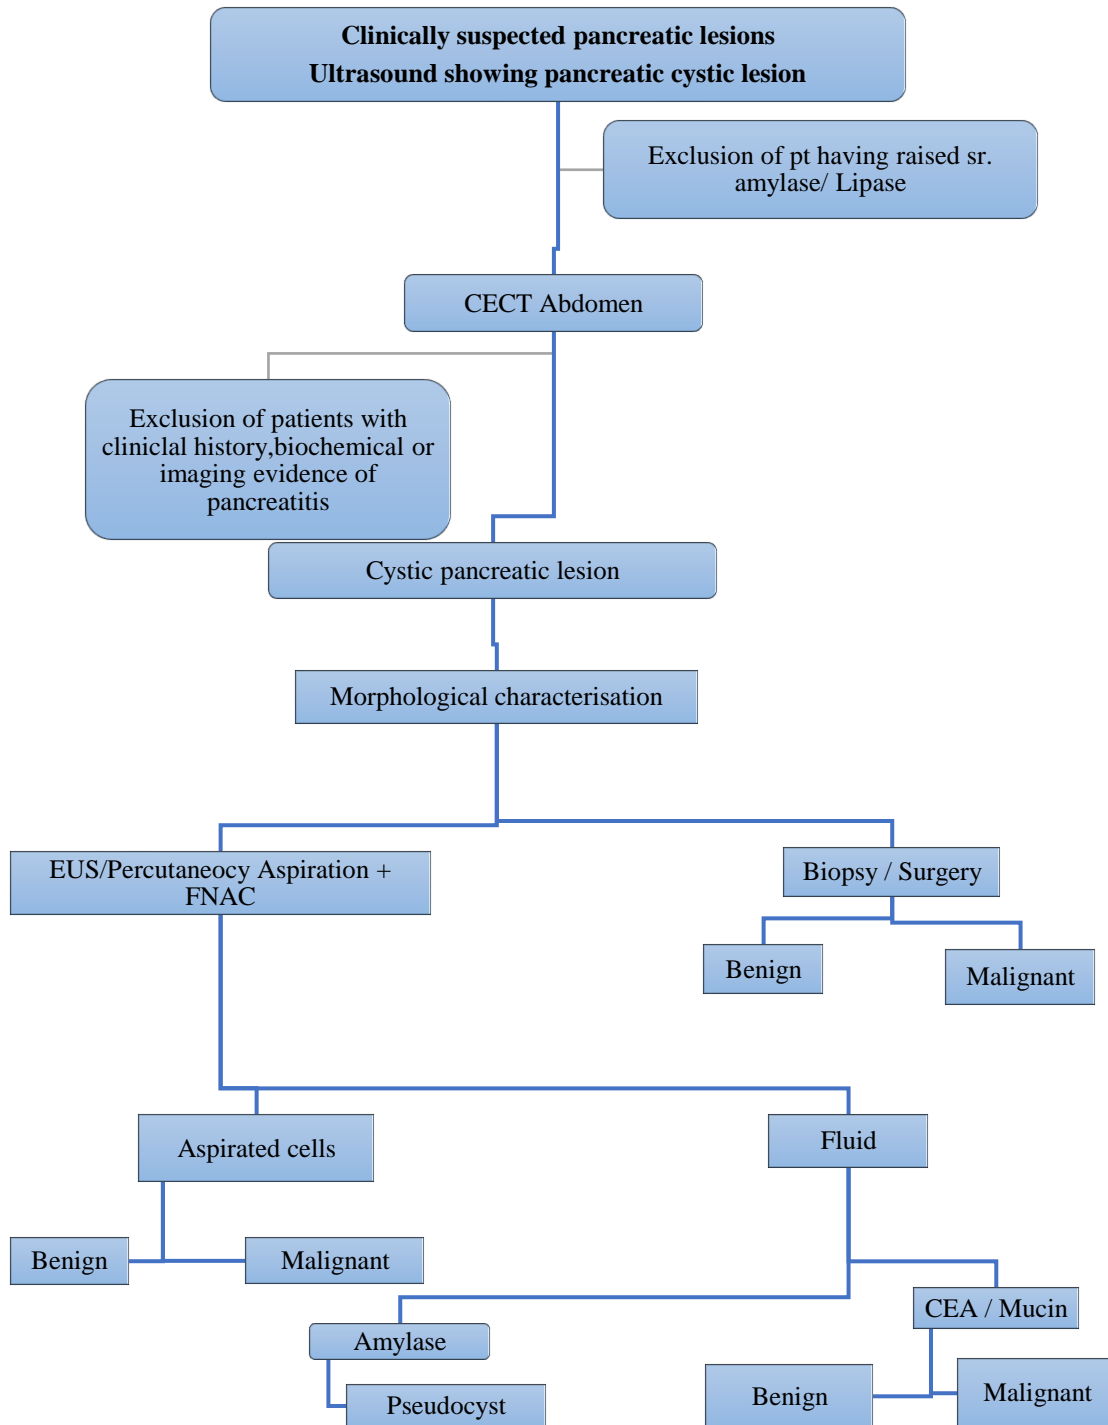 Clinically suspected pancreatic lesions
Ultrasound showing pancreatic cystic lesion
Exclusion of pt having raised sr.
amylase/ Lipase
CECT Abdomen
Exclusion of patients with
cliniclal history,biochemical or
imaging evidence of
pancreatitis
Cystic pancreatic lesion
Morphological characterisation
EUS/Percutaneocy Aspiration +
FNAC
Biopsy / Surgery
Benign
Malignant
Aspirated cells
Fluid
Benign
Malignant
CEA / Mucin
Amylase
Pseudocyst
Benign
Malignant